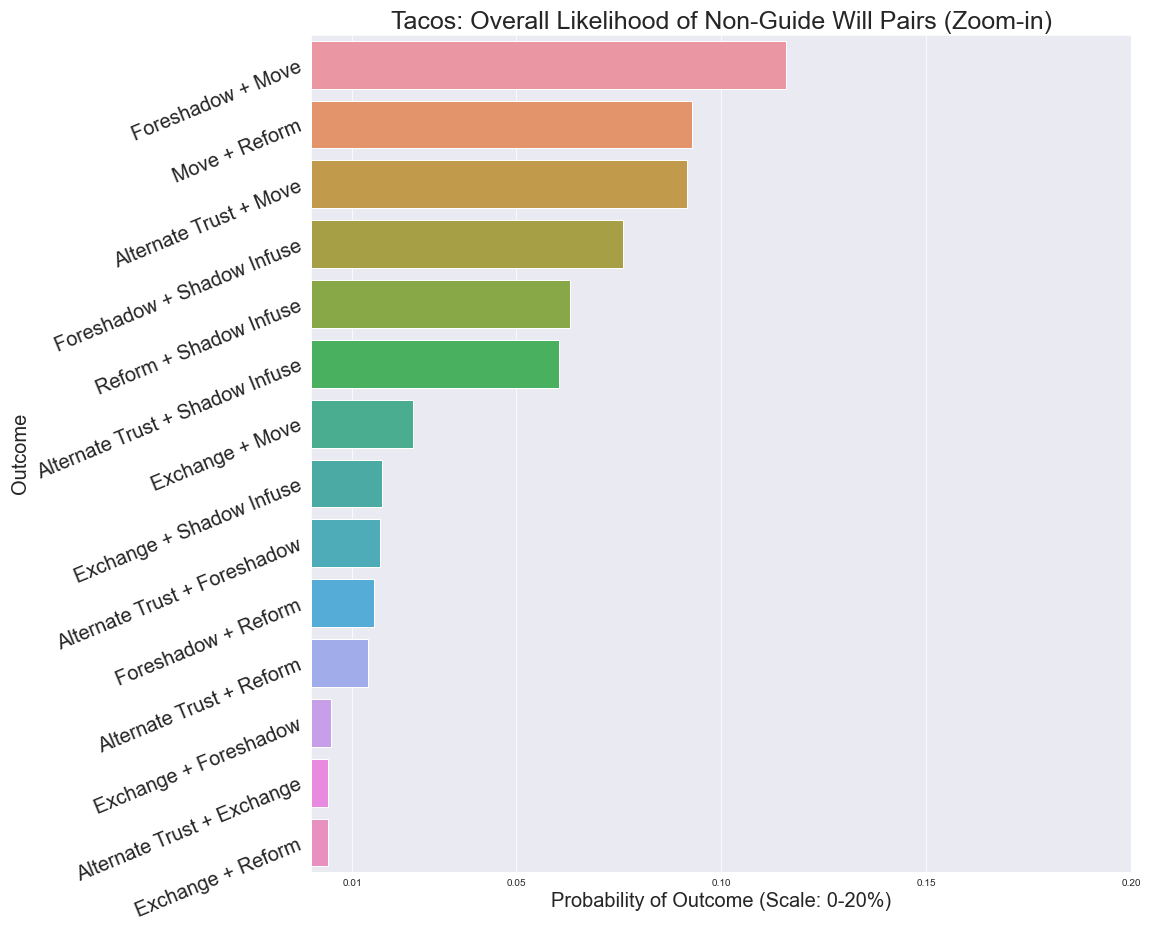 Tacos: Overall Likelihood of Non-Guide Will Pairs (Zoom-in)
Outcome
Foreshadow + Move
Move + Reform
Alternate Trust + Move
Foreshadow + Shadow Infuse
Reform + Shadow Infuse
Alternate Trust + Shadow Infuse
Exchange + Move
Exchange + Shadow Infuse
Alternate Trust + Foreshadow
Foreshadow + Reform
Alternate Trust + Reform
Exchange + Foreshadow
Alternate Trust + Exchange
Exchange + Reform
0.01 0.05 0.10 0.15 0.20
Probability of Outcome (Scale: 0-20%)